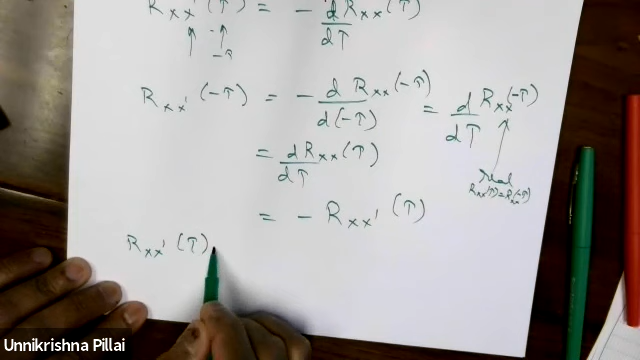 Rxx'(τ) = - d/dτ Rxx(τ)
-τ
Rxx'(-τ) = - d Rxx(-τ)/d(-τ) = d/dτ Rxx(-τ)
= d Rxx(τ)/dτ
real
Rxx(τ)=Rxx(-τ)
= - Rxx'(τ)
Rxx'(τ)
Unnikrishna Pillai